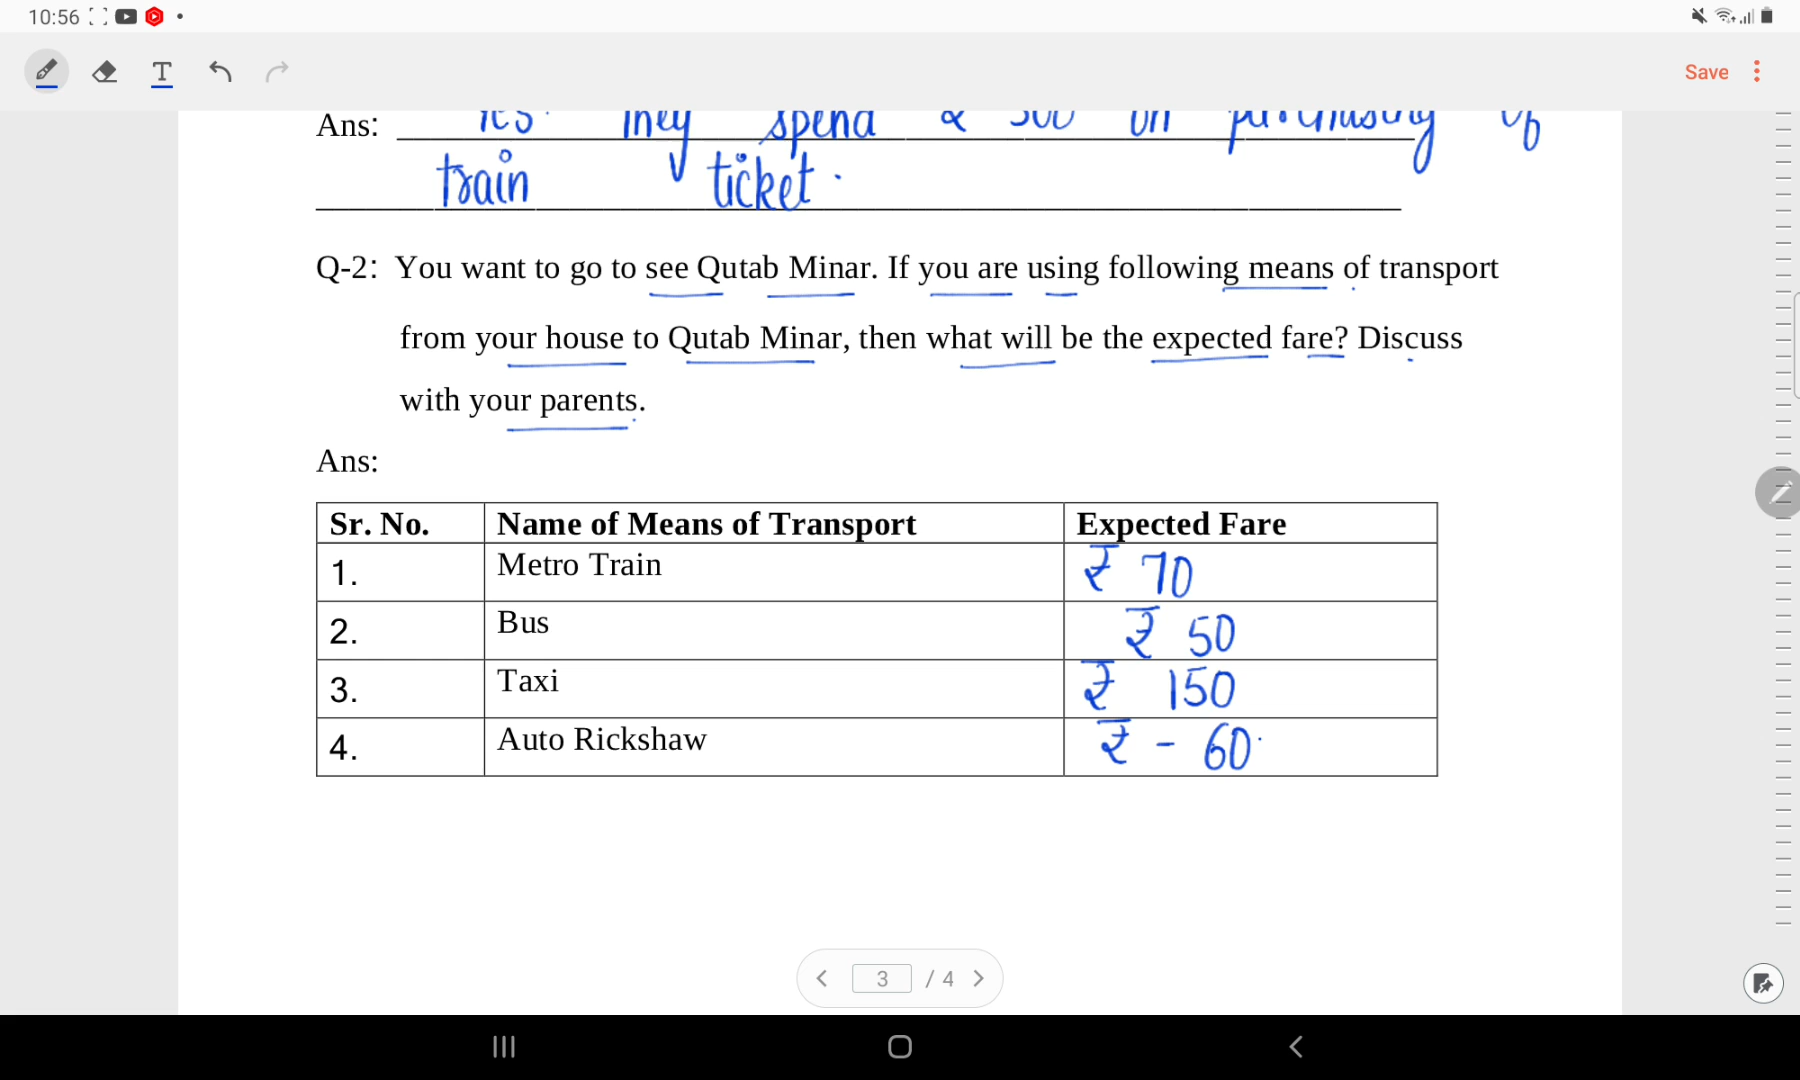 10:56
Save
Ans: Yes. They spend ₹ 500 on purchasing of
train ticket.
Q-2: You want to go to see Qutab Minar. If you are using following means of transport
from your house to Qutab Minar, then what will be the expected fare? Discuss
with your parents.
Ans:
Sr. No. Name of Means of Transport Expected Fare
1. Metro Train ₹ 70
2. Bus ₹ 50
3. Taxi ₹ 150
4. Auto Rickshaw ₹ - 60
3 / 4